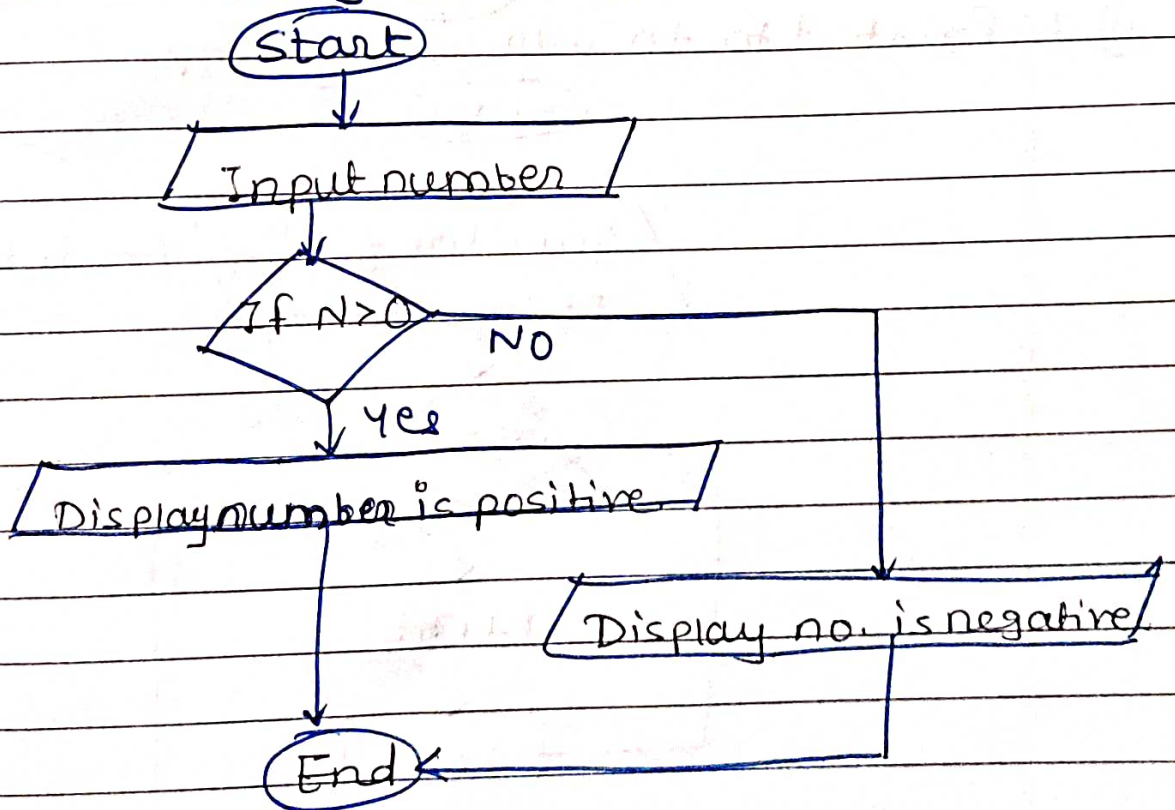 Start
Input number
If N>0
NO
Yes
Display number is positive
Display no. is negative
End